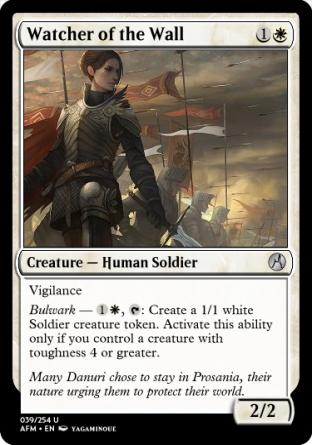 Watcher of the Wall 1
Creature — Human Soldier
Vigilance
Bulwark — 1, : Create a 1/1 white
Soldier creature token. Activate this ability
only if you control a creature with
toughness 4 or greater.
Many Danuri chose to stay in Prosania, their
nature urging them to protect their world.
2/2
039/254 U
AFM • EN YAGAMINOUE